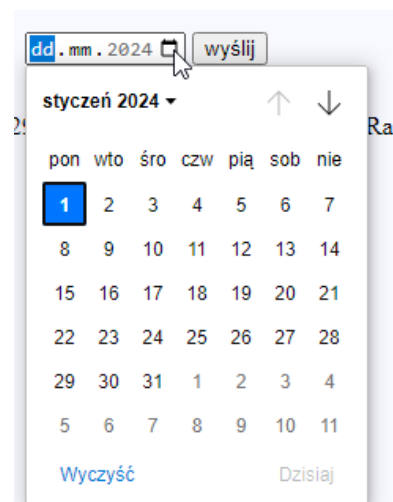 dd.mm.2024 wyślij
styczeń 2024
Ra
pon wto śro czw pią sob nie
1 2 3 4 5 6 7
8 9 10 11 12 13 14
15 16 17 18 19 20 21
22 23 24 25 26 27 28
29 30 31 1 2 3 4
5 6 7 8 9 10 11
Wyczyść Dzisiaj